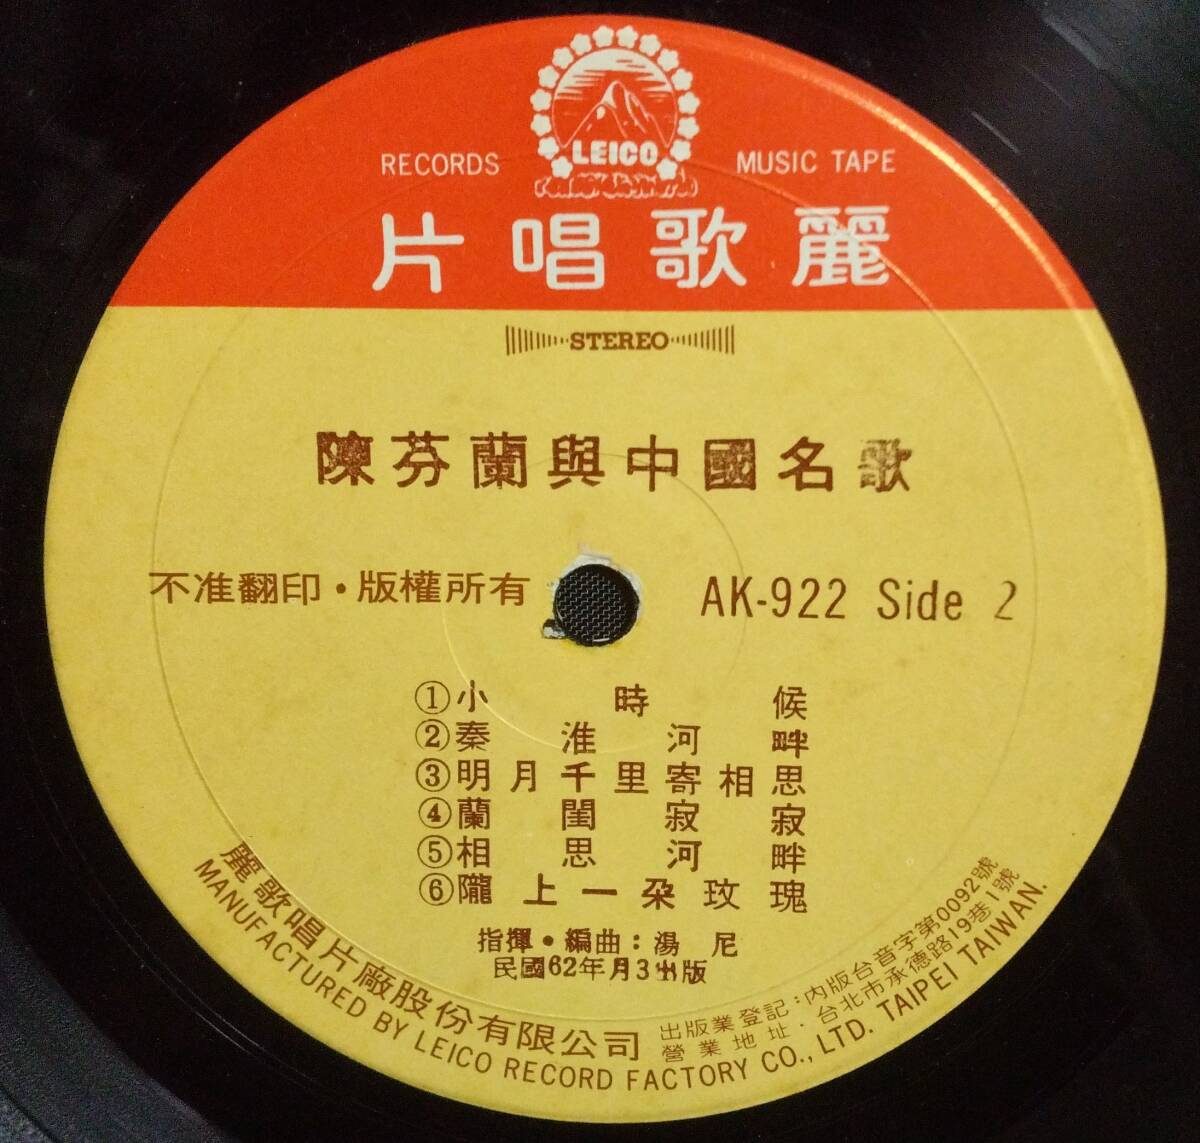 LEICO
RECORDS
MUSIC TAPE
片唱歌麗
STEREO
陳芬蘭與中國名歌
不准翻印・版權所有
AK-922 Side 2
①小時候
②秦淮河畔
③明月千里寄相思
④蘭閨寂寂
⑤相思河畔
⑥隴上一朶玫瑰
指揮・編曲：湯尼
民國62年月3出版
麗歌唱片廠股份有限公司
出版業登記：內版台音字第0092號
營業地址・台北市承德路19巷1號
MANUFACTURED BY LEICO RECORD FACTORY CO., LTD. TAIPEI TAIWAN.